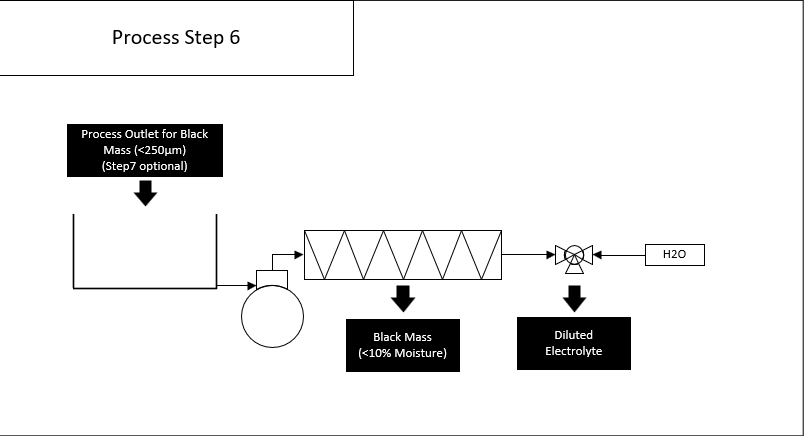 Process Step 6
Process Outlet for Black
Mass (<250µm)
(Step7 optional)
H2O
Black Mass
(<10% Moisture)
Diluted
Electrolyte